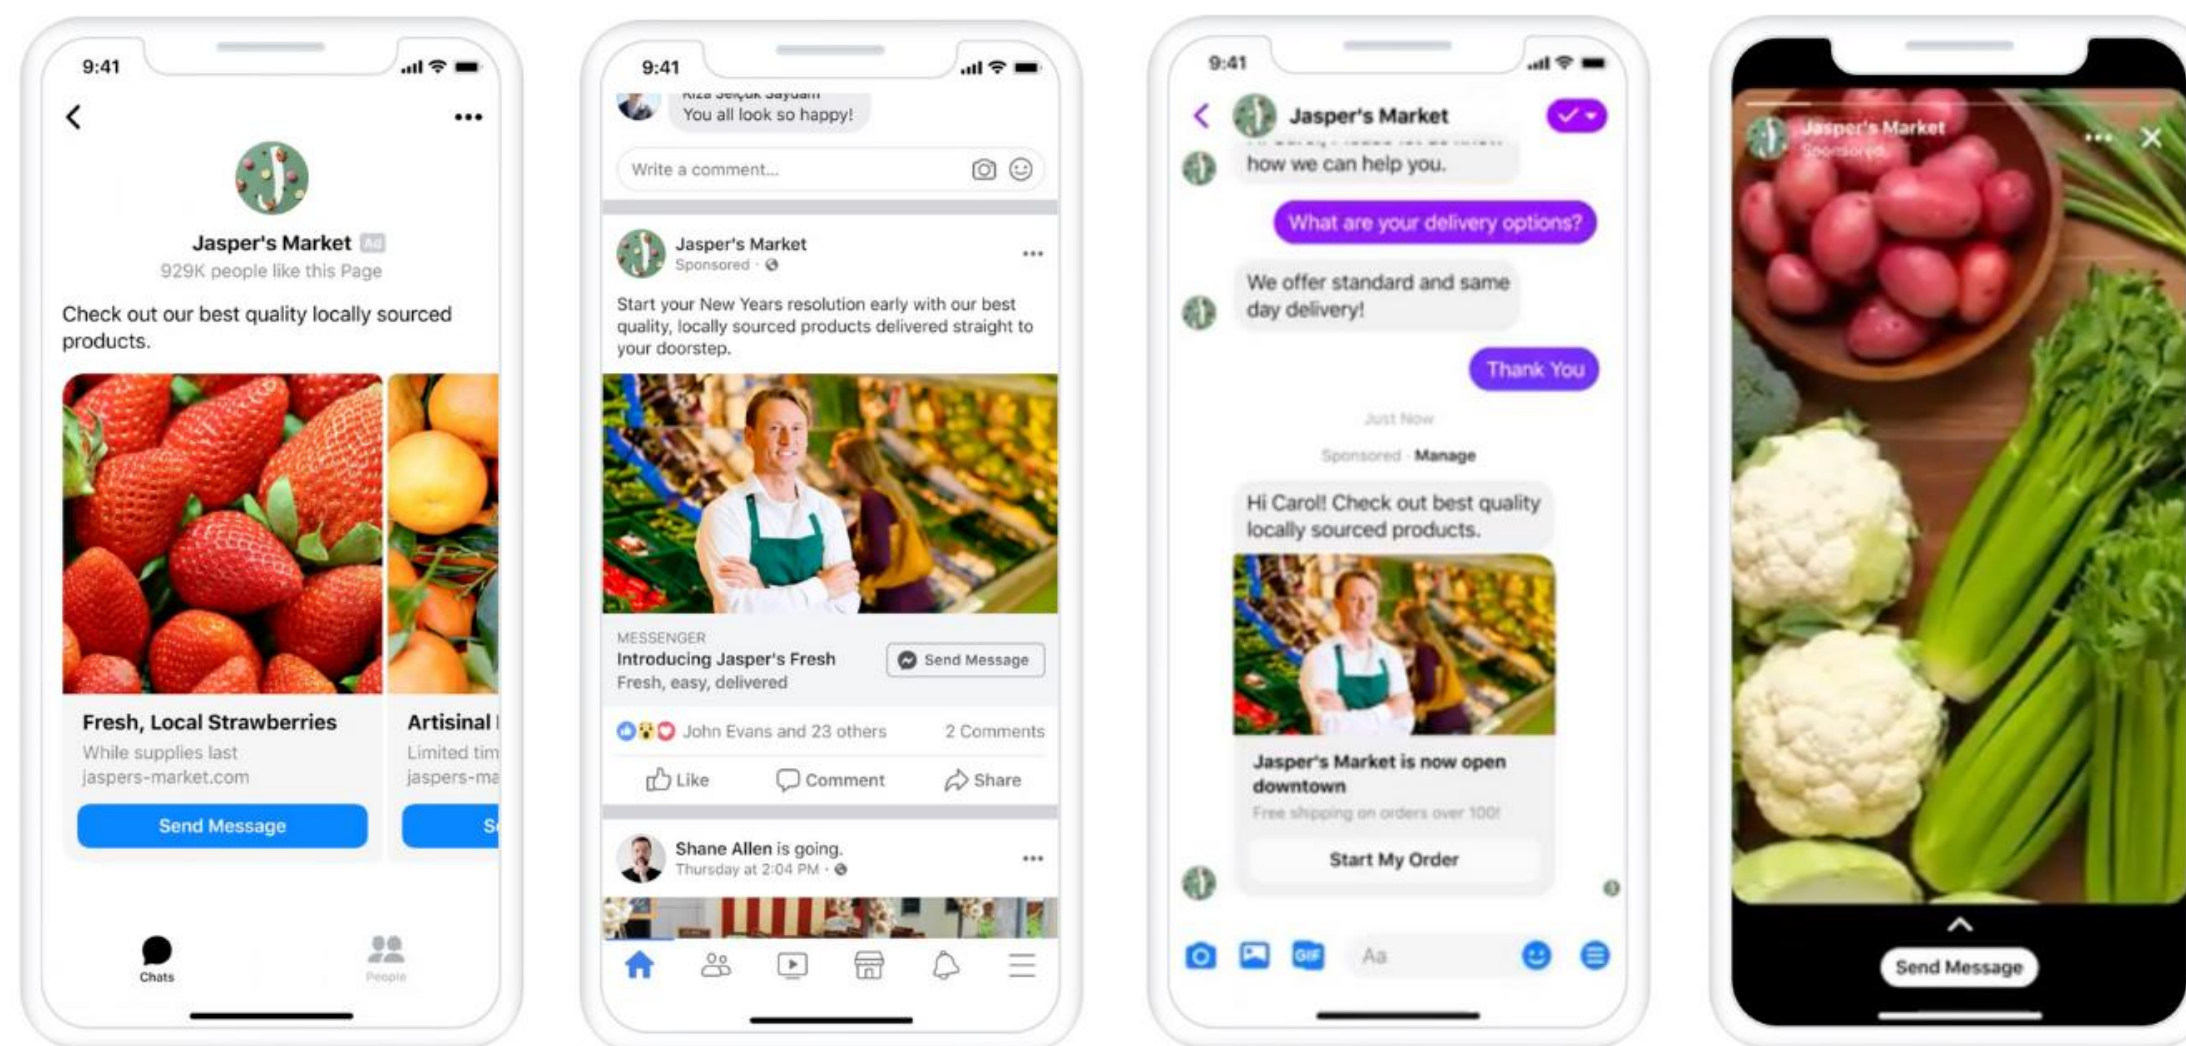 9:41
Jasper's Market Ad
929K people like this Page
Check out our best quality locally sourced
products.
Fresh, Local Strawberries
While supplies last
jaspers-market.com
Send Message
Artisinal
Limited tim
jaspers-ma
Chats
People
9:41
Rıza Selçuk Saydam
You all look so happy!
Write a comment...
Jasper's Market
Sponsored ·
Start your New Years resolution early with our best
quality, locally sourced products delivered straight to
your doorstep.
MESSENGER
Introducing Jasper's Fresh
Fresh, easy, delivered
Send Message
John Evans and 23 others
2 Comments
Like
Comment
Share
Shane Allen is going.
Thursday at 2:04 PM ·
9:41
Jasper's Market
how we can help you.
What are your delivery options?
We offer standard and same
day delivery!
Thank You
Just Now
Sponsored · Manage
Hi Carol! Check out best quality
locally sourced products.
Jasper's Market is now open
downtown
Free shipping on orders over 100!
Start My Order
GIF
Aa
Jasper's Market
Sponsored
Send Message